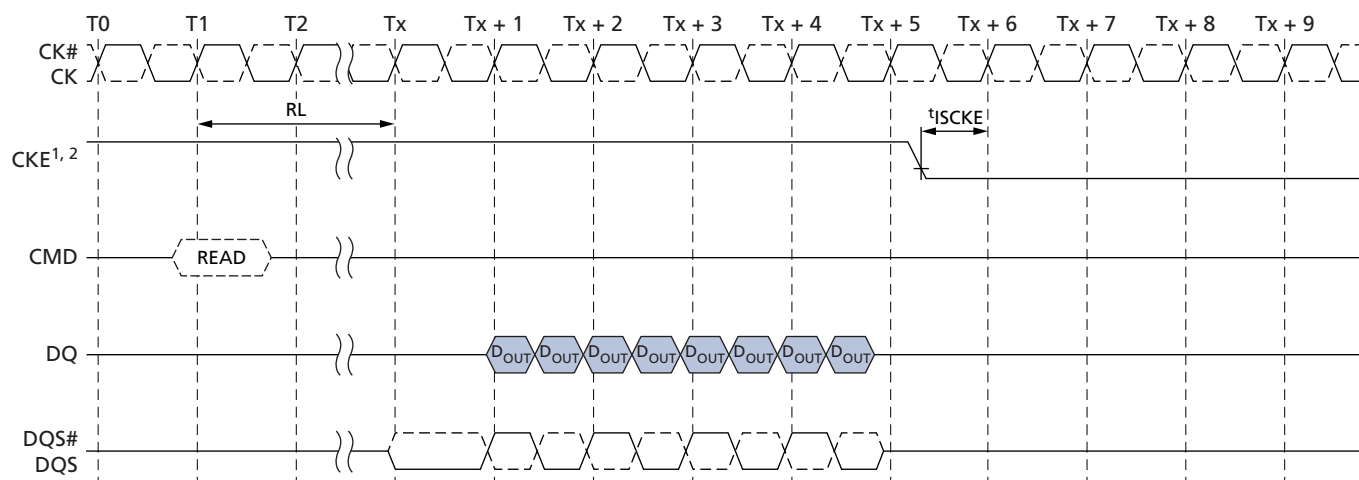 T0 T1 T2 Tx Tx + 1 Tx + 2 Tx + 3 Tx + 4 Tx + 5 Tx + 6 Tx + 7 Tx + 8 Tx + 9
CK#
CK
RL
tISCKE
CKE1, 2
CMD
READ
DQ
DOUT DOUT DOUT DOUT DOUT DOUT DOUT DOUT
DQS#
DQS